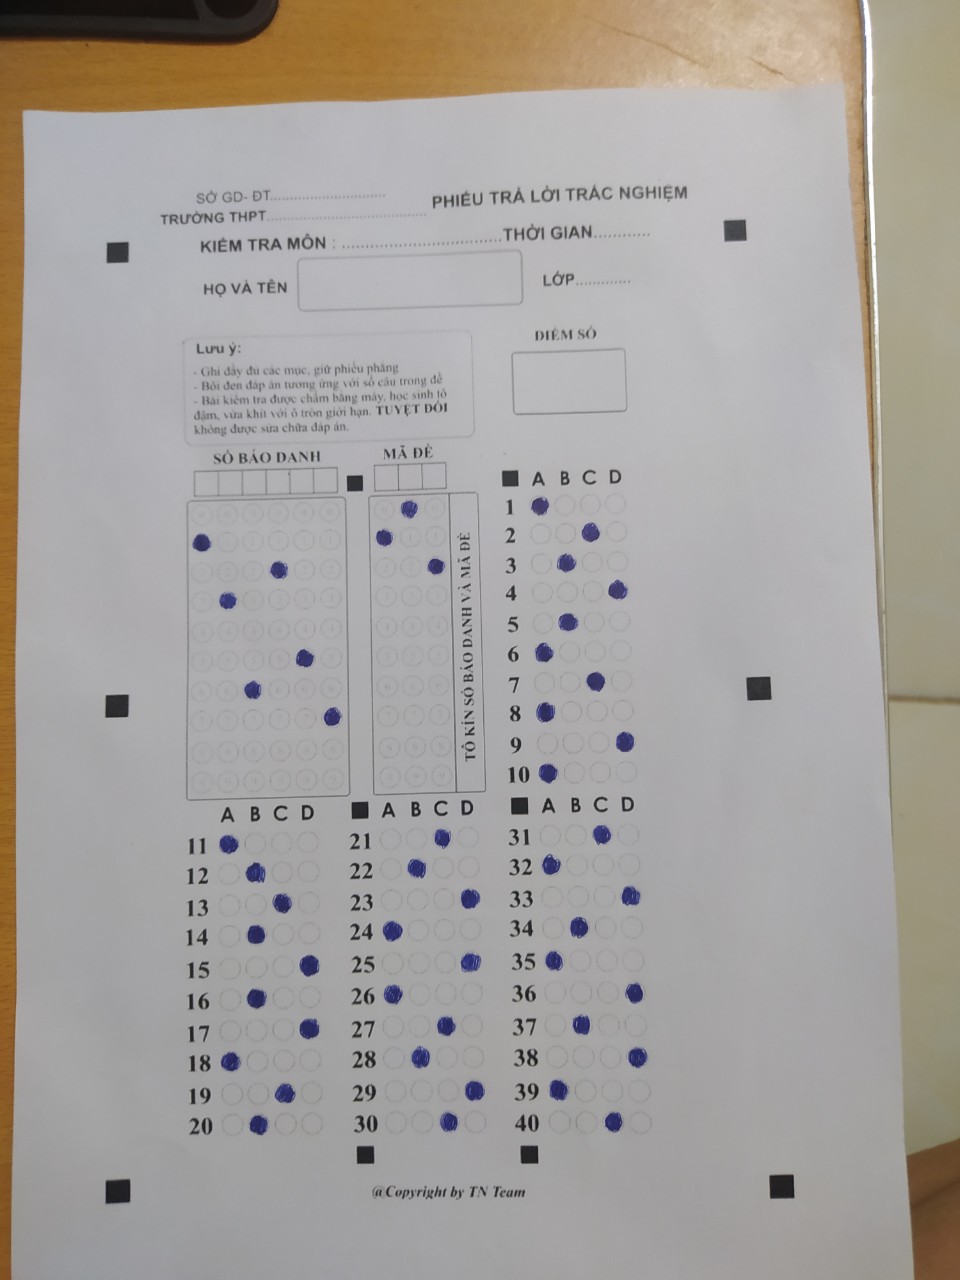 SỞ GD- ĐT............................
PHIẾU TRẢ LỜI TRẮC NGHIỆM
TRƯỜNG THPT........................................
KIỂM TRA MÔN : .................................THỜI GIAN............
HỌ VÀ TÊN
LỚP.............
ĐIỂM SỐ
Lưu ý:
- Ghi đầy đủ các mục, giữ phiếu phẳng
- Bôi đen đáp án tương ứng với số câu trong đề
- Bài kiểm tra được chấm bằng máy, học sinh tô
đậm, vừa khít với ô tròn giới hạn. TUYỆT ĐỐI
không được sửa chữa đáp án.
SỐ BÁO DANH
MÃ ĐỀ
TÔ KÍN SỐ BÁO DANH VÀ MÃ ĐỀ
A B C D
1
2
3
4
5
6
7
8
9
10
A B C D
11
12
13
14
15
16
17
18
19
20
A B C D
21
22
23
24
25
26
27
28
29
30
A B C D
31
32
33
34
35
36
37
38
39
40
@Copyright by TN Team